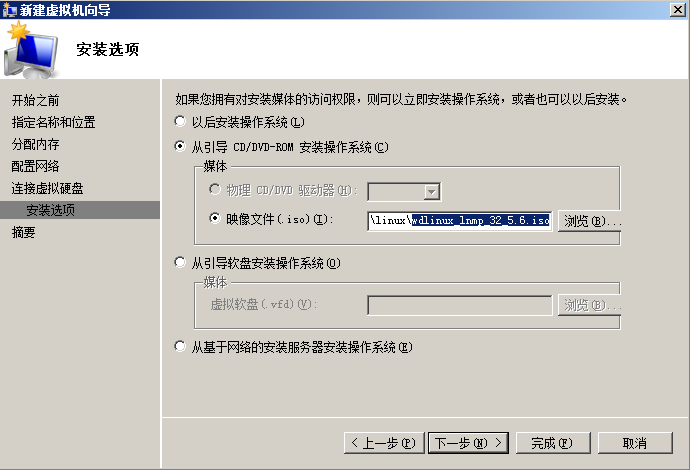 新建虚拟机向导
安装选项
开始之前
指定名称和位置
分配内存
配置网络
连接虚拟硬盘
安装选项
摘要
如果您拥有对安装媒体的访问权限，则可以立即安装操作系统，或者也可以以后安装。
以后安装操作系统(L)
从引导 CD/DVD-ROM 安装操作系统(C)
媒体
物理 CD/DVD 驱动器(H):
映像文件(.iso)(I): \linux\wdlinux_lnmp_32_5.6.iso 浏览(B)...
从引导软盘安装操作系统(O)
媒体
虚拟软盘(.vfd)(V): 浏览(B)...
从基于网络的安装服务器安装操作系统(E)
< 上一步(P) 下一步(N) > 完成(F) 取消